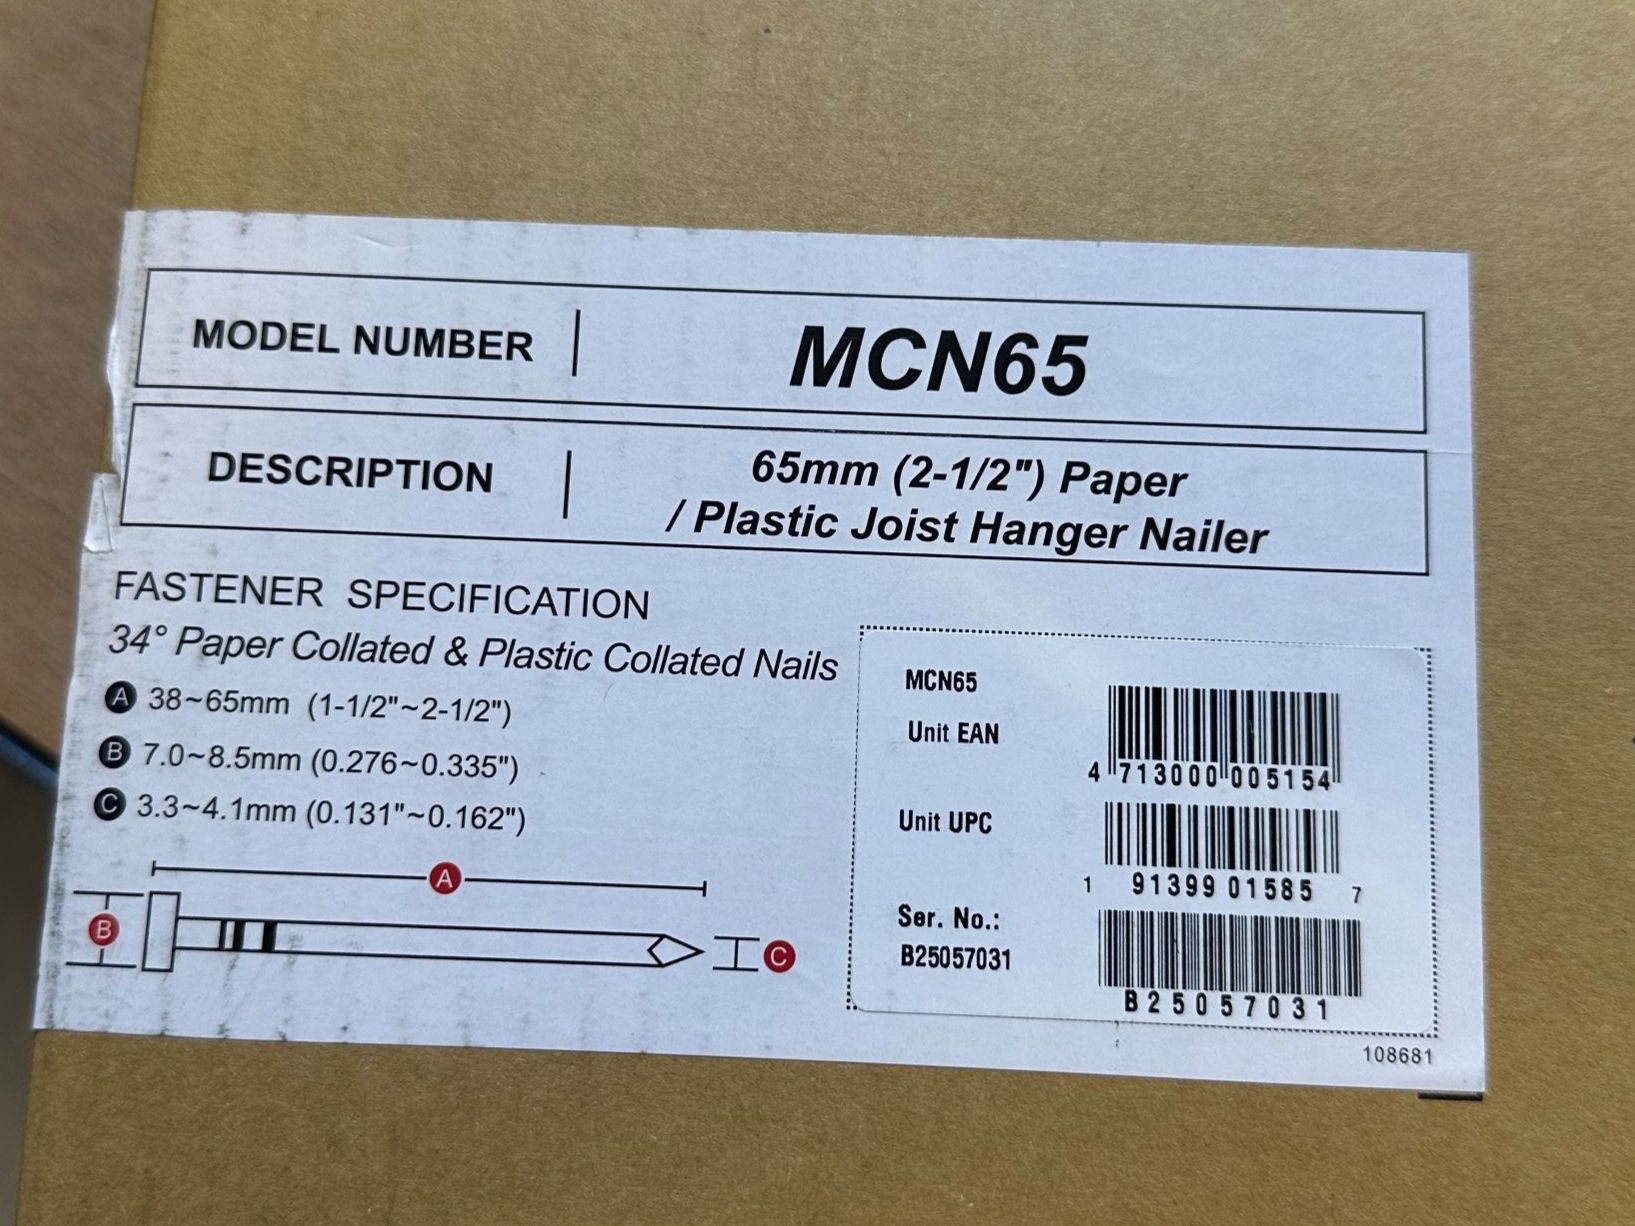 MODEL NUMBER | MCN65
DESCRIPTION | 65mm (2-1/2") Paper
/ Plastic Joist Hanger Nailer
FASTENER SPECIFICATION
34° Paper Collated & Plastic Collated Nails
A 38~65mm (1-1/2"~2-1/2")
B 7.0~8.5mm (0.276~0.335")
C 3.3~4.1mm (0.131"~0.162")
A
B
C
MCN65
Unit EAN
4 713000 005154
Unit UPC
1 91399 01585 7
Ser. No.:
B25057031
B25057031
108681